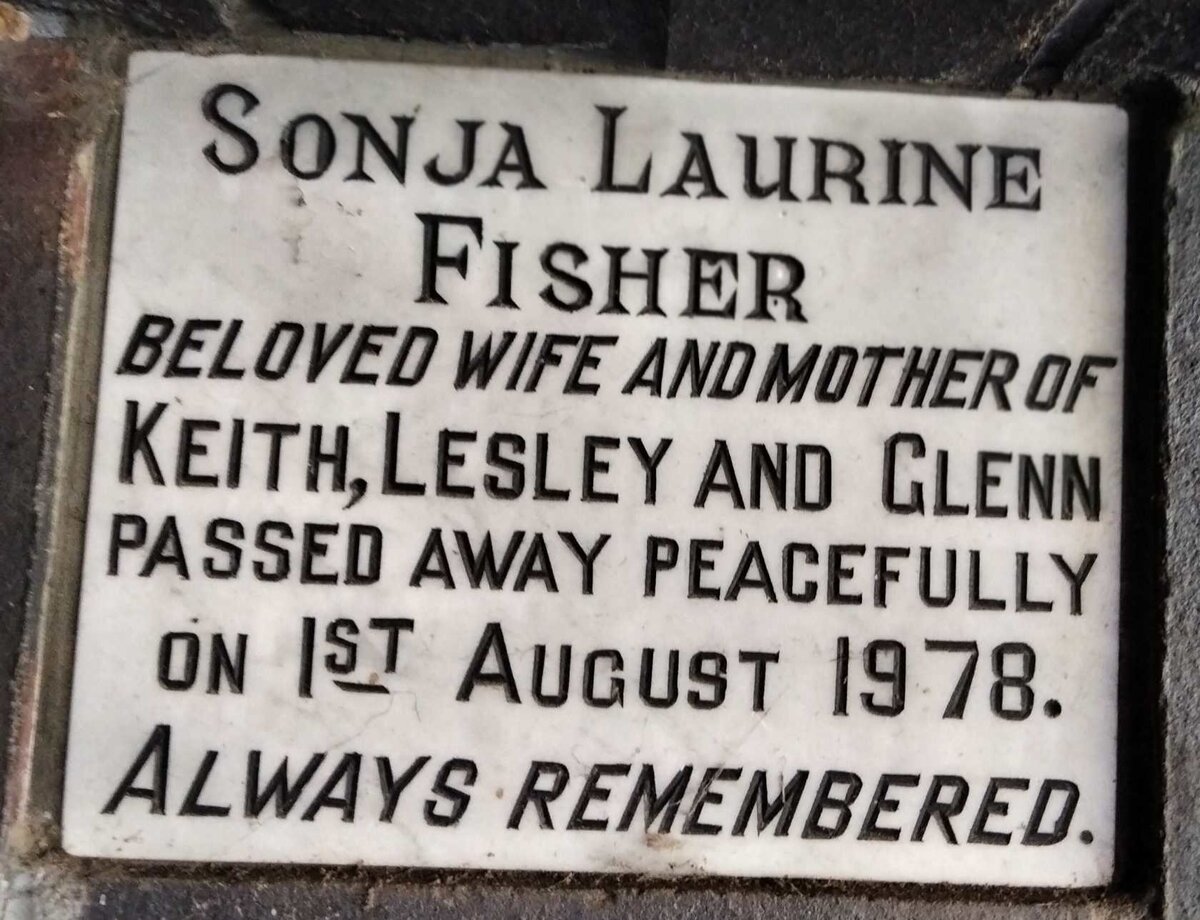 Sonja Laurine
Fisher
BELOVED WIFE AND MOTHER OF
Keith, Lesley and Glenn
PASSED AWAY PEACEFULLY
ON 1ST August 1978.
Always remembered.